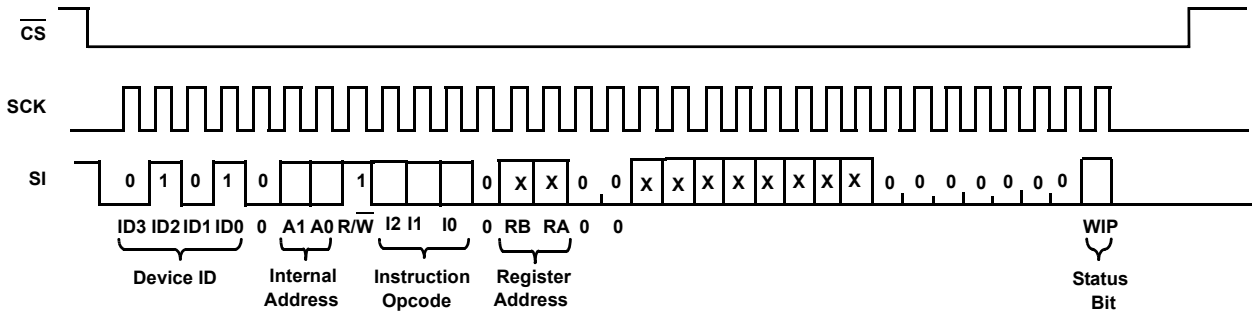 CS
SCK
SI 0 1 0 1 0 1 0 X X 0 0 X X X X X X X X 0 0 0 0 0 0 0
ID3 ID2 ID1 ID0 0 A1 A0 R/W I2 I1 I0 0 RB RA 0 0 WIP
Device ID
Internal
Address
Instruction
Opcode
Register
Address
Status
Bit